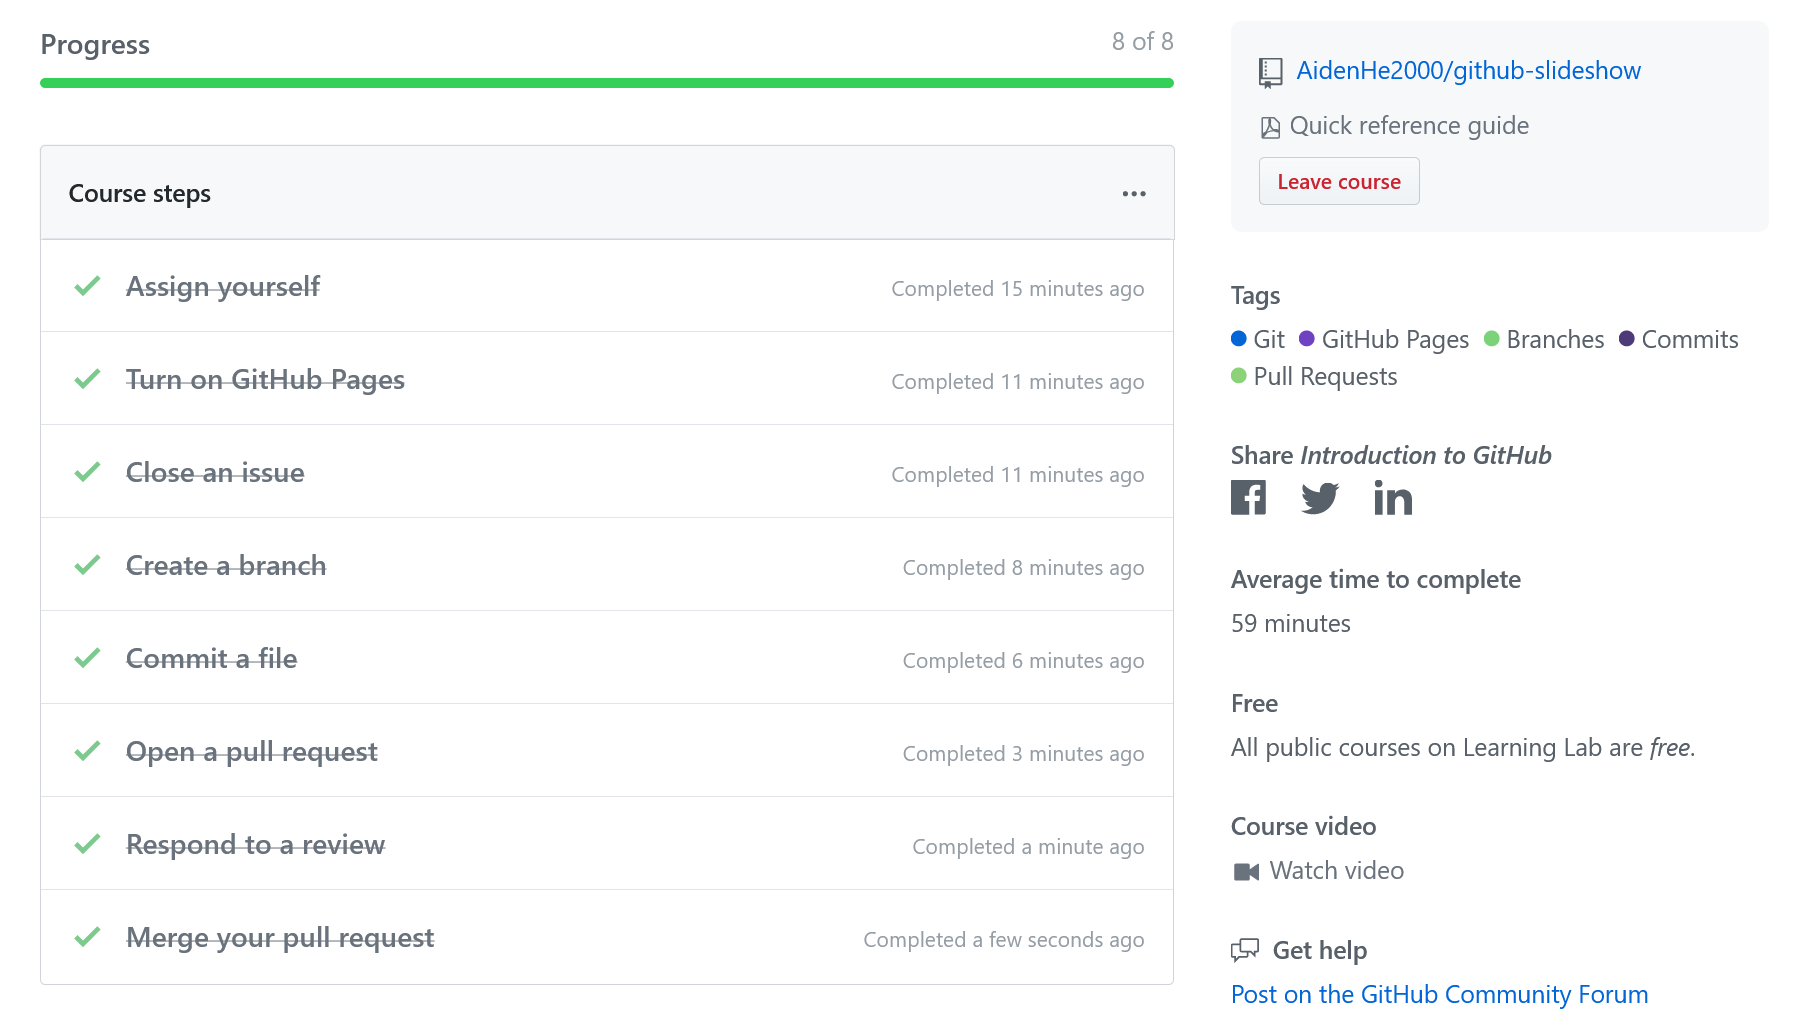 Progress
8 of 8
Course steps
Assign yourself
Completed 15 minutes ago
Turn on GitHub Pages
Completed 11 minutes ago
Close an issue
Completed 11 minutes ago
Create a branch
Completed 8 minutes ago
Commit a file
Completed 6 minutes ago
Open a pull request
Completed 3 minutes ago
Respond to a review
Completed a minute ago
Merge your pull request
Completed a few seconds ago
AidenHe2000/github-slideshow
Quick reference guide
Leave course
Tags
Git GitHub Pages Branches Commits
Pull Requests
Share Introduction to GitHub
Average time to complete
59 minutes
Free
All public courses on Learning Lab are free.
Course video
Watch video
Get help
Post on the GitHub Community Forum